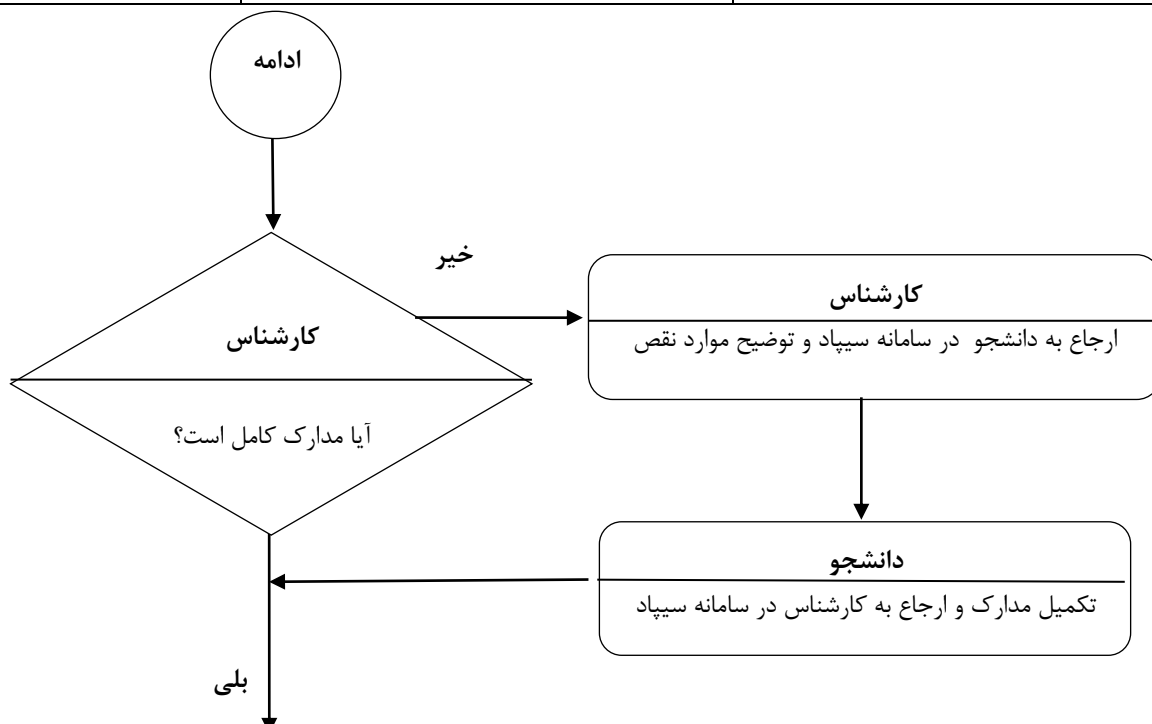 ادامه
خیر
کارشناس
آیا مدارک کامل است؟
کارشناس
ارجاع به دانشجو در سامانه سیپاد و توضیح موارد نقص
دانشجو
تکمیل مدارک و ارجاع به کارشناس در سامانه سیپاد
بلی